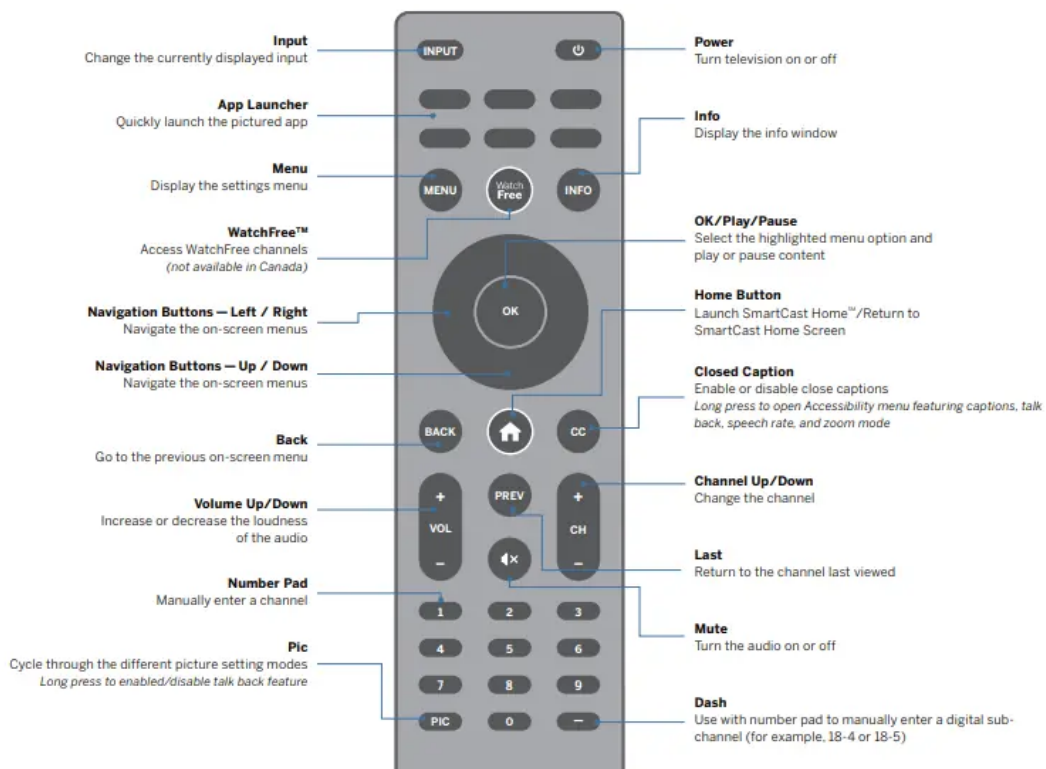 Input
Change the currently displayed input
App Launcher
Quickly launch the pictured app
Menu
Display the settings menu
WatchFree™
Access WatchFree channels
(not available in Canada)
Navigation Buttons — Left / Right
Navigate the on-screen menus
Navigation Buttons — Up / Down
Navigate the on-screen menus
Back
Go to the previous on-screen menu
Volume Up/Down
Increase or decrease the loudness
of the audio
Number Pad
Manually enter a channel
Pic
Cycle through the different picture setting modes
Long press to enabled/disable talk back feature
INPUT
MENU
Watch
Free
INFO
OK
BACK
CC
+
PREV
+
VOL
CH
–
–
1 2 3
4 5 6
7 8 9
PIC 0 –
Power
Turn television on or off
Info
Display the info window
OK/Play/Pause
Select the highlighted menu option and
play or pause content
Home Button
Launch SmartCast Home™/Return to
SmartCast Home Screen
Closed Caption
Enable or disable close captions
Long press to open Accessibility menu featuring captions, talk
back, speech rate, and zoom mode
Channel Up/Down
Change the channel
Last
Return to the channel last viewed
Mute
Turn the audio on or off
Dash
Use with number pad to manually enter a digital sub-
channel (for example, 18-4 or 18-5)